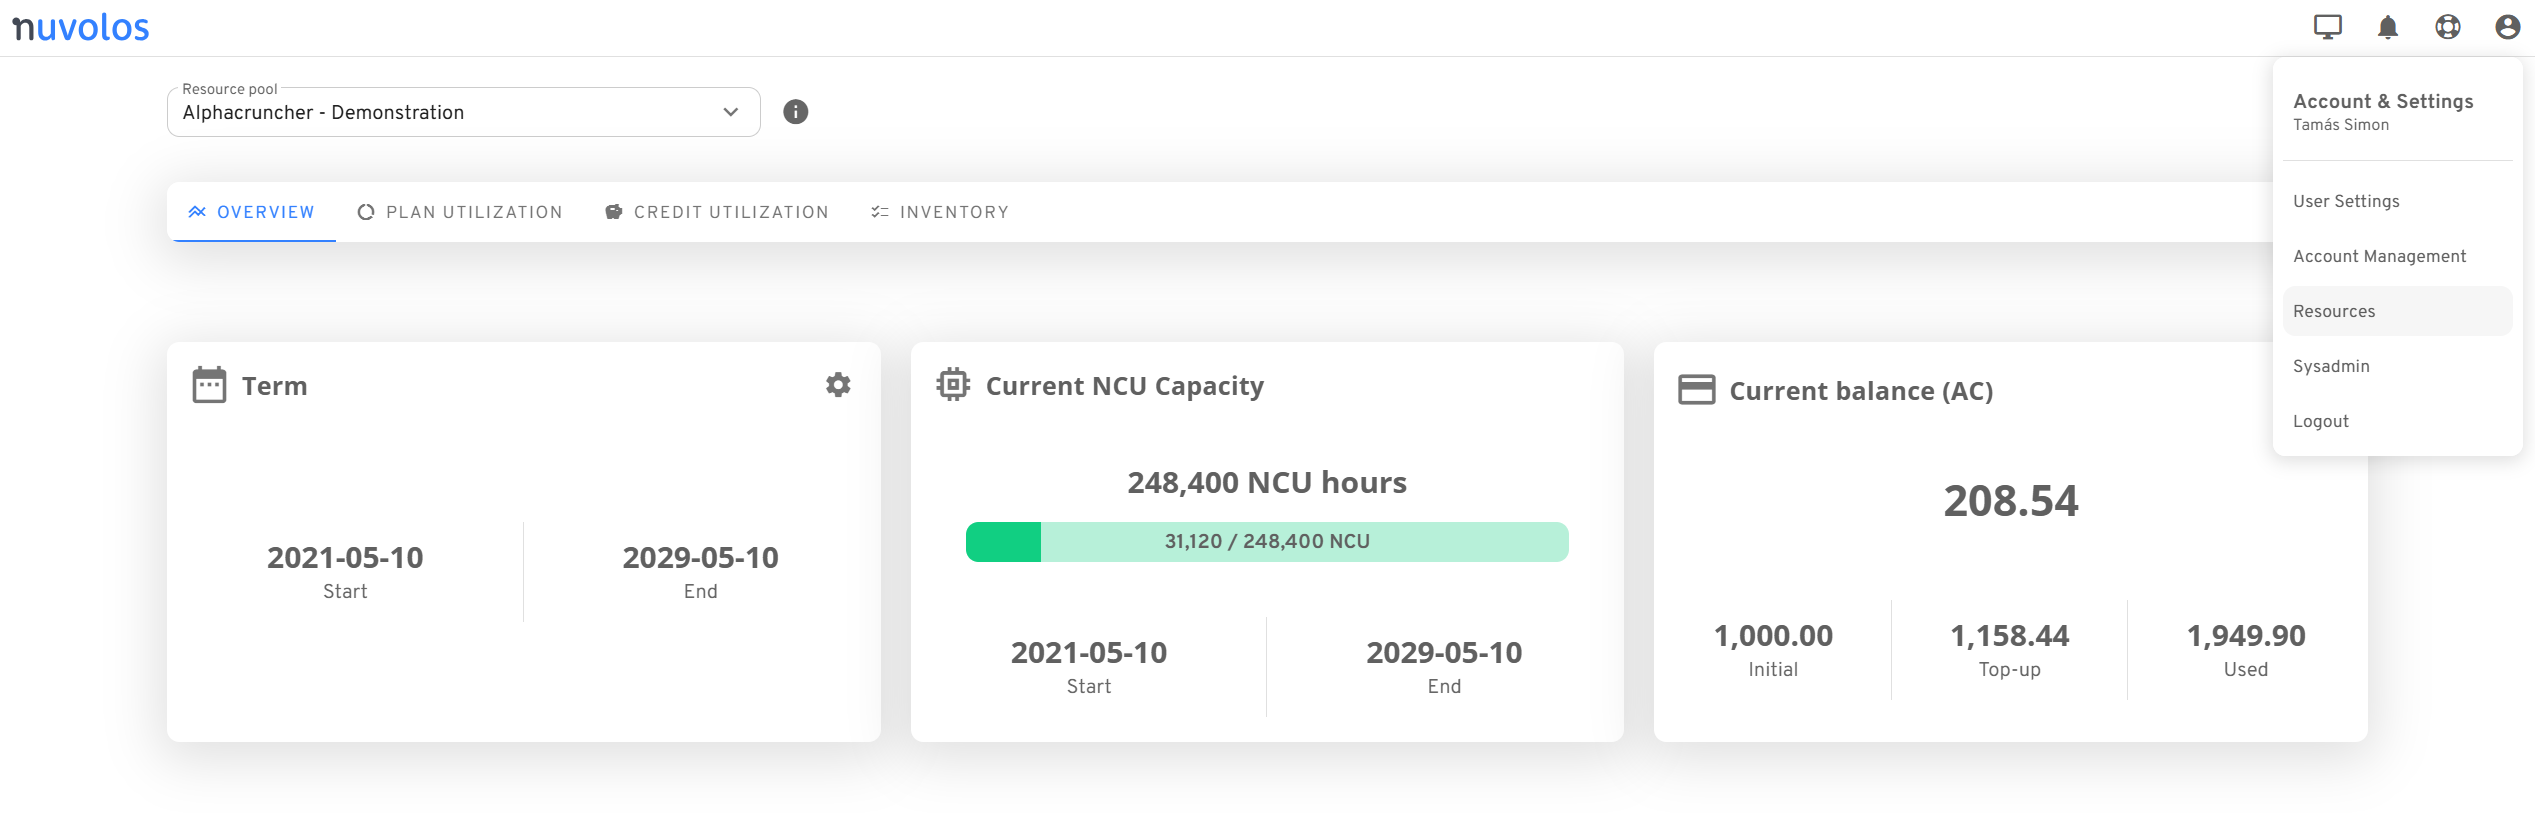 nuvolos
Resource pool
Alphacruncher - Demonstration
Account & Settings
Tamás Simon
User Settings
Account Management
Resources
Sysadmin
Logout
OVERVIEW PLAN UTILIZATION CREDIT UTILIZATION INVENTORY
Term
2021-05-10 2029-05-10
Start End
Current NCU Capacity
248,400 NCU hours
31,120 / 248,400 NCU
2021-05-10 2029-05-10
Start End
Current balance (AC)
208.54
1,000.00 1,158.44 1,949.90
Initial Top-up Used